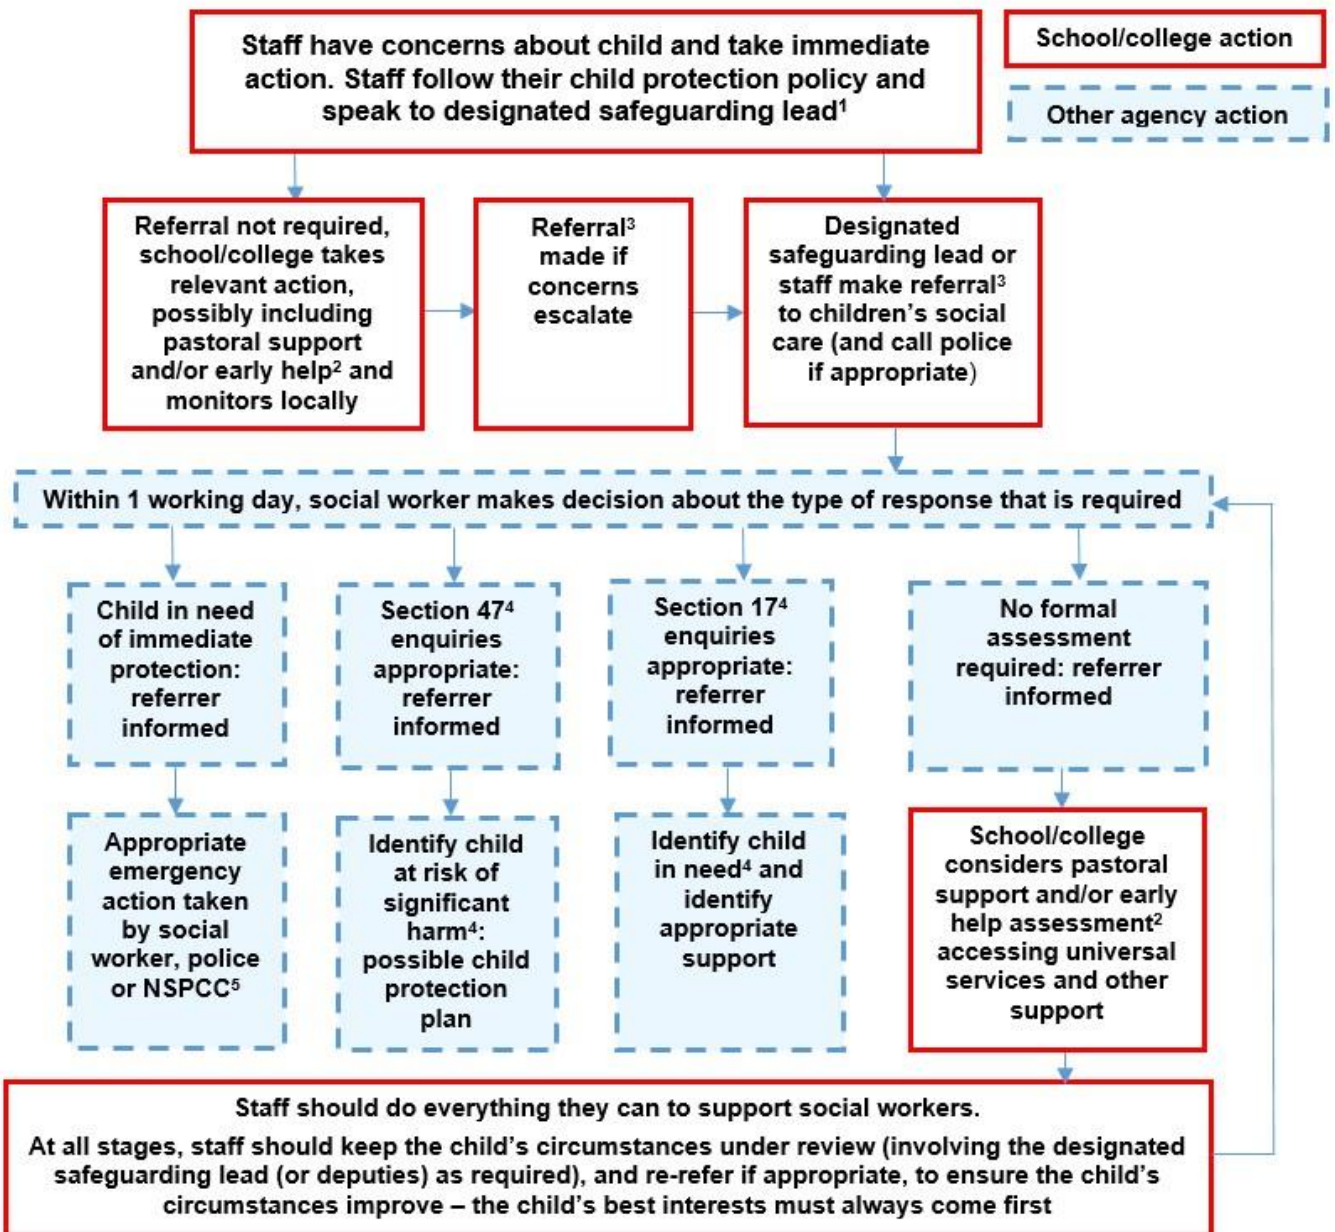 Staff have concerns about child and take immediate
action. Staff follow their child protection policy and
speak to designated safeguarding lead¹
School/college action
Other agency action
Referral not required,
school/college takes
relevant action,
possibly including
pastoral support
and/or early help² and
monitors locally
Referral³
made if
concerns
escalate
Designated
safeguarding lead or
staff make referral³
to children’s social
care (and call police
if appropriate)
Within 1 working day, social worker makes decision about the type of response that is required
Child in need
of immediate
protection:
referrer
informed
Section 47⁴
enquiries
appropriate:
referrer
informed
Section 17⁴
enquiries
appropriate:
referrer
informed
No formal
assessment
required: referrer
informed
Appropriate
emergency
action taken
by social
worker, police
or NSPCC⁵
Identify child
at risk of
significant
harm⁴:
possible child
protection
plan
Identify child
in need⁴ and
identify
appropriate
support
School/college
considers pastoral
support and/or early
help assessment²
accessing universal
services and other
support
Staff should do everything they can to support social workers.
At all stages, staff should keep the child’s circumstances under review (involving the designated
safeguarding lead (or deputies) as required), and re-refer if appropriate, to ensure the child’s
circumstances improve – the child’s best interests must always come first